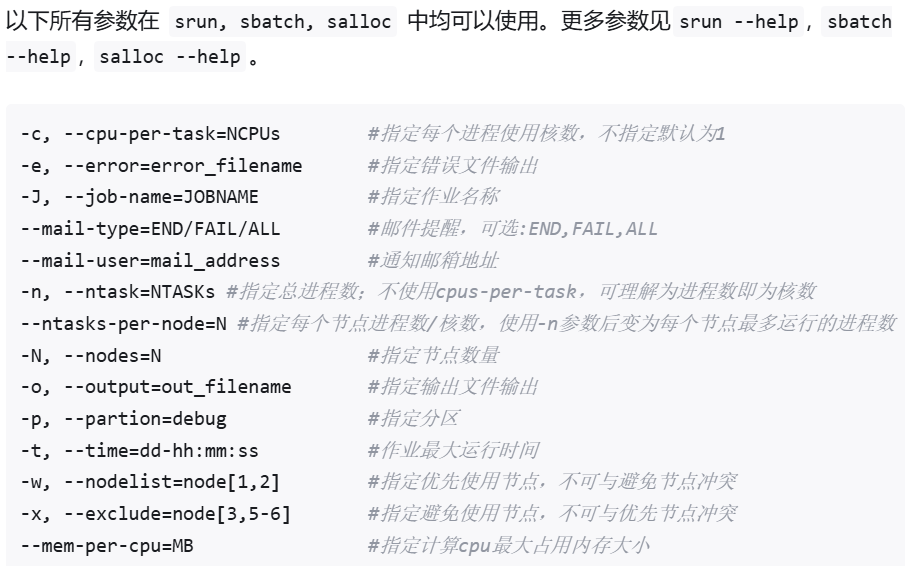 以下所有参数在 srun, sbatch, salloc 中均可以使用。更多参数见 srun --help, sbatch
--help, salloc --help。
-c, --cpu-per-task=NCPUs #指定每个进程使用核数，不指定默认为1
-e, --error=error_filename #指定错误文件输出
-J, --job-name=JOBNAME #指定作业名称
--mail-type=END/FAIL/ALL #邮件提醒，可选:END,FAIL,ALL
--mail-user=mail_address #通知邮箱地址
-n, --ntask=NTASKs #指定总进程数；不使用cpus-per-task，可理解为进程数即为核数
--ntasks-per-node=N #指定每个节点进程数/核数，使用-n参数后变为每个节点最多运行的进程数
-N, --nodes=N #指定节点数量
-o, --output=out_filename #指定输出文件输出
-p, --partion=debug #指定分区
-t, --time=dd-hh:mm:ss #作业最大运行时间
-w, --nodelist=node[1,2] #指定优先使用节点，不可与避免节点冲突
-x, --exclude=node[3,5-6] #指定避免使用节点，不可与优先节点冲突
--mem-per-cpu=MB #指定计算cpu最大占用内存大小